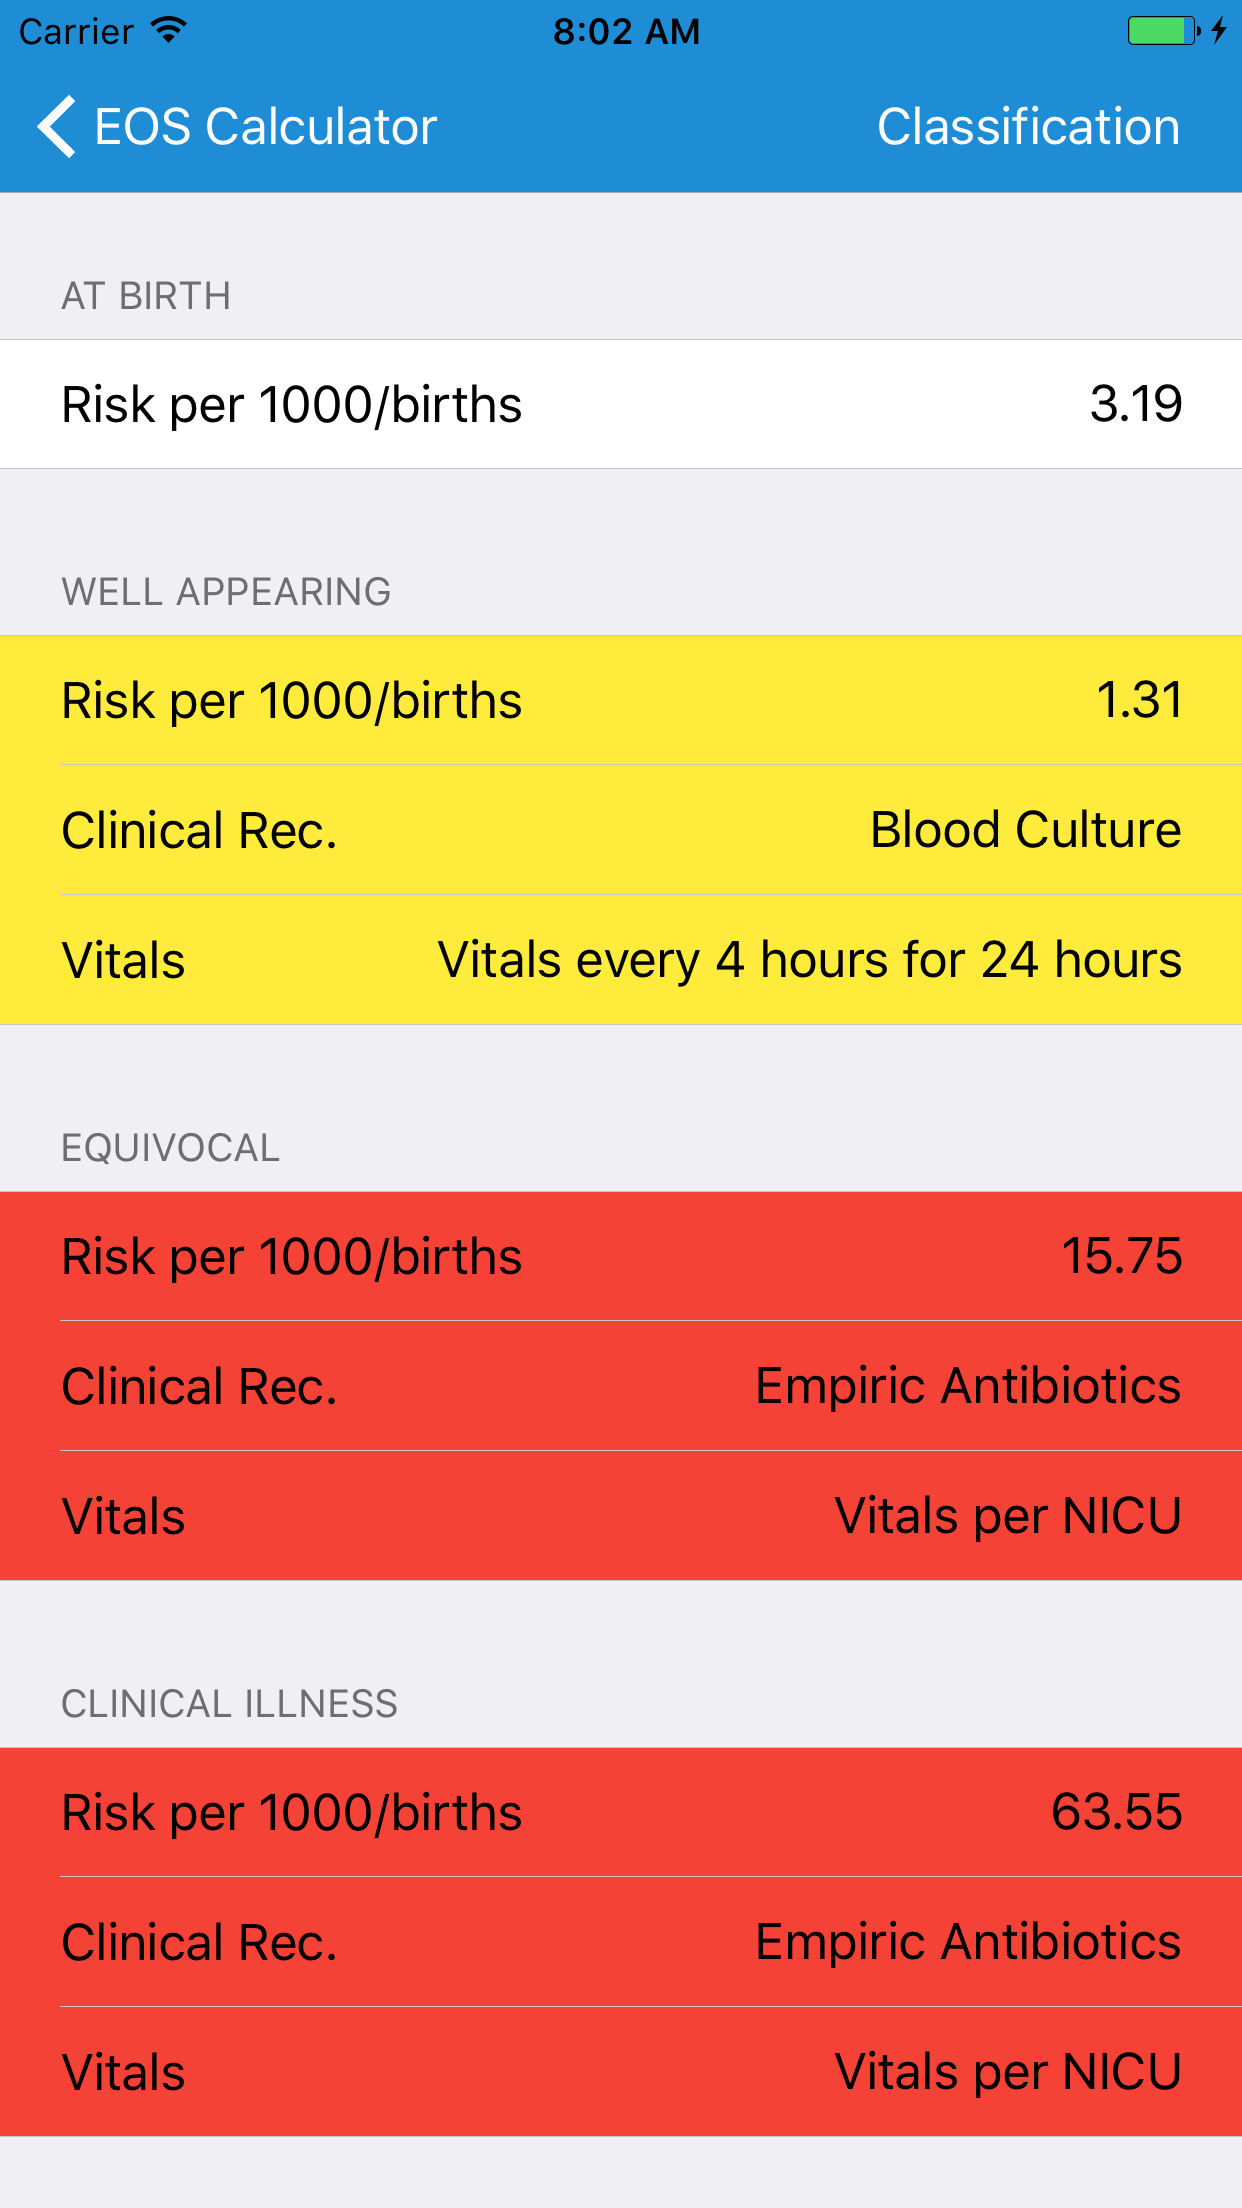 Carrier 8:02 AM
EOS Calculator Classification
AT BIRTH
Risk per 1000/births 3.19
WELL APPEARING
Risk per 1000/births 1.31
Clinical Rec. Blood Culture
Vitals Vitals every 4 hours for 24 hours
EQUIVOCAL
Risk per 1000/births 15.75
Clinical Rec. Empiric Antibiotics
Vitals Vitals per NICU
CLINICAL ILLNESS
Risk per 1000/births 63.55
Clinical Rec. Empiric Antibiotics
Vitals Vitals per NICU